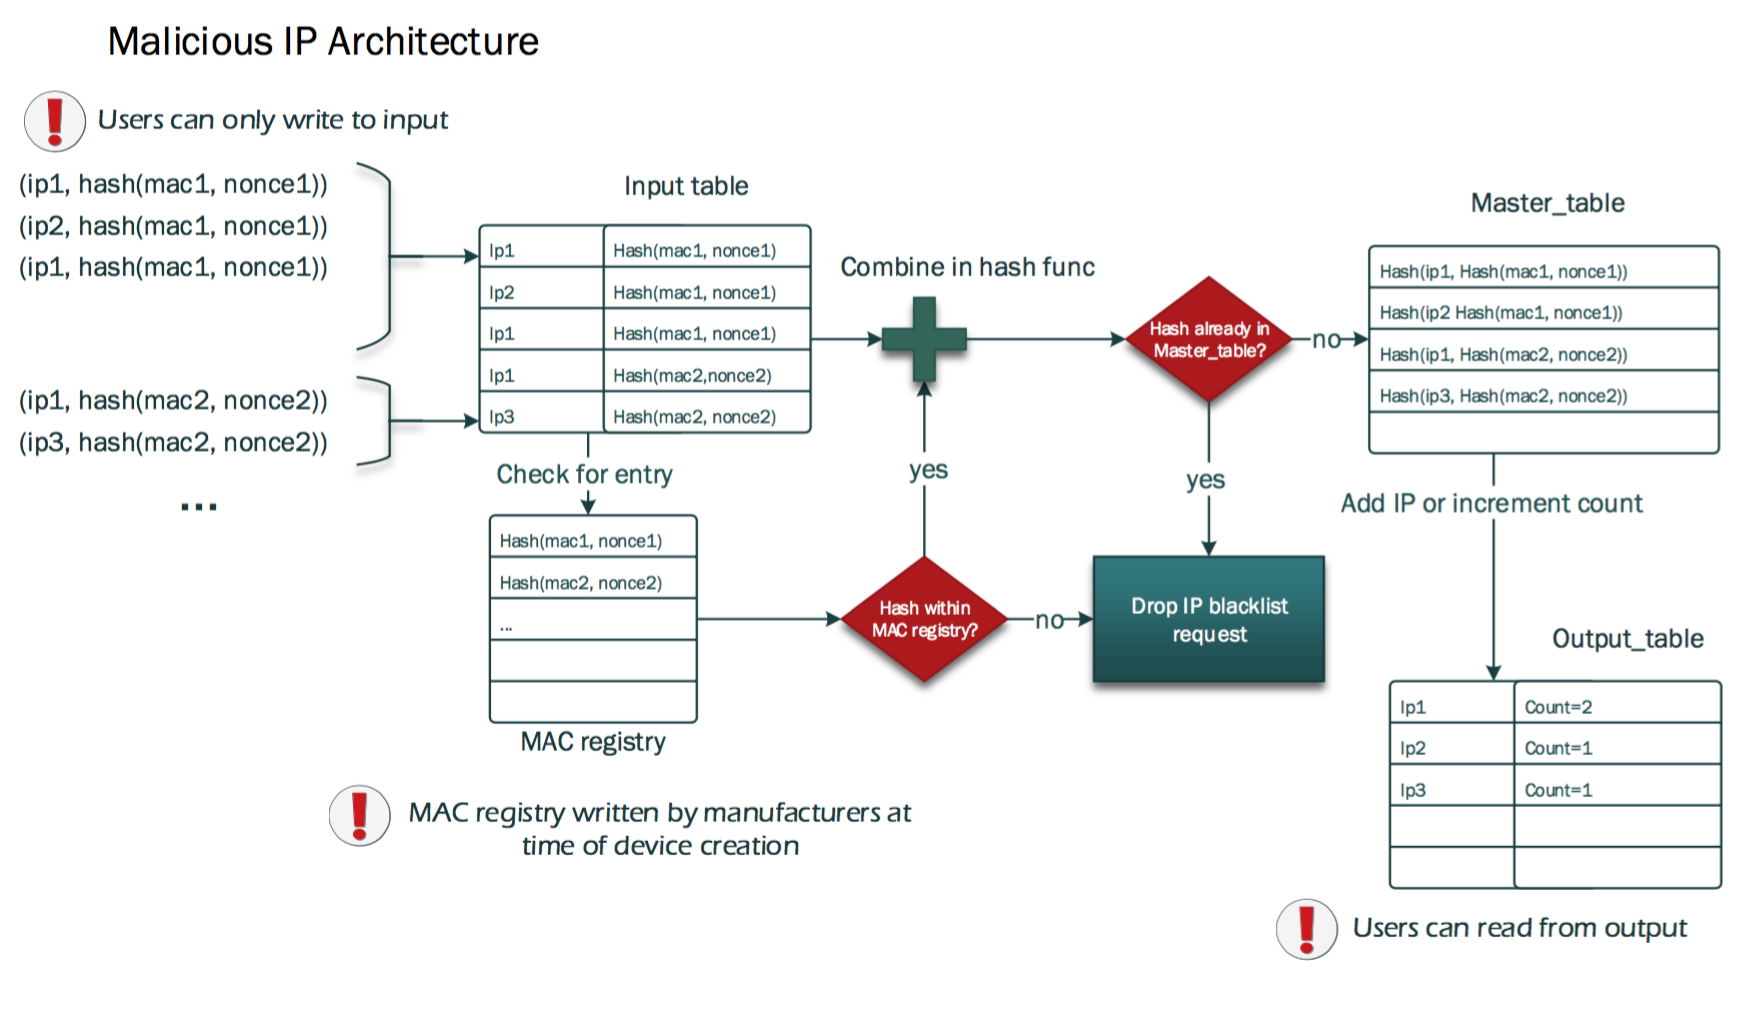 Malicious IP Architecture
Users can only write to input
(ip1, hash(mac1, nonce1))
(ip2, hash(mac1, nonce1))
(ip1, hash(mac1, nonce1))
(ip1, hash(mac2, nonce2))
(ip3, hash(mac2, nonce2))
...
Input table
Ip1 Hash(mac1, nonce1)
Ip2 Hash(mac1, nonce1)
Ip1 Hash(mac1, nonce1)
Ip1 Hash(mac2,nonce2)
Ip3 Hash(mac2, nonce2)
Check for entry
Hash(mac1, nonce1)
Hash(mac2, nonce2)
...
MAC registry
MAC registry written by manufacturers at
time of device creation
Combine in hash func
yes
Hash within
MAC registry?
no
Hash already in
Master_table?
no
yes
Drop IP blacklist
request
Master_table
Hash(ip1, Hash(mac1, nonce1))
Hash(ip2 Hash(mac1, nonce1))
Hash(ip1, Hash(mac2, nonce2))
Hash(ip3, Hash(mac2, nonce2))
Add IP or increment count
Output_table
Ip1 Count=2
Ip2 Count=1
Ip3 Count=1
Users can read from output